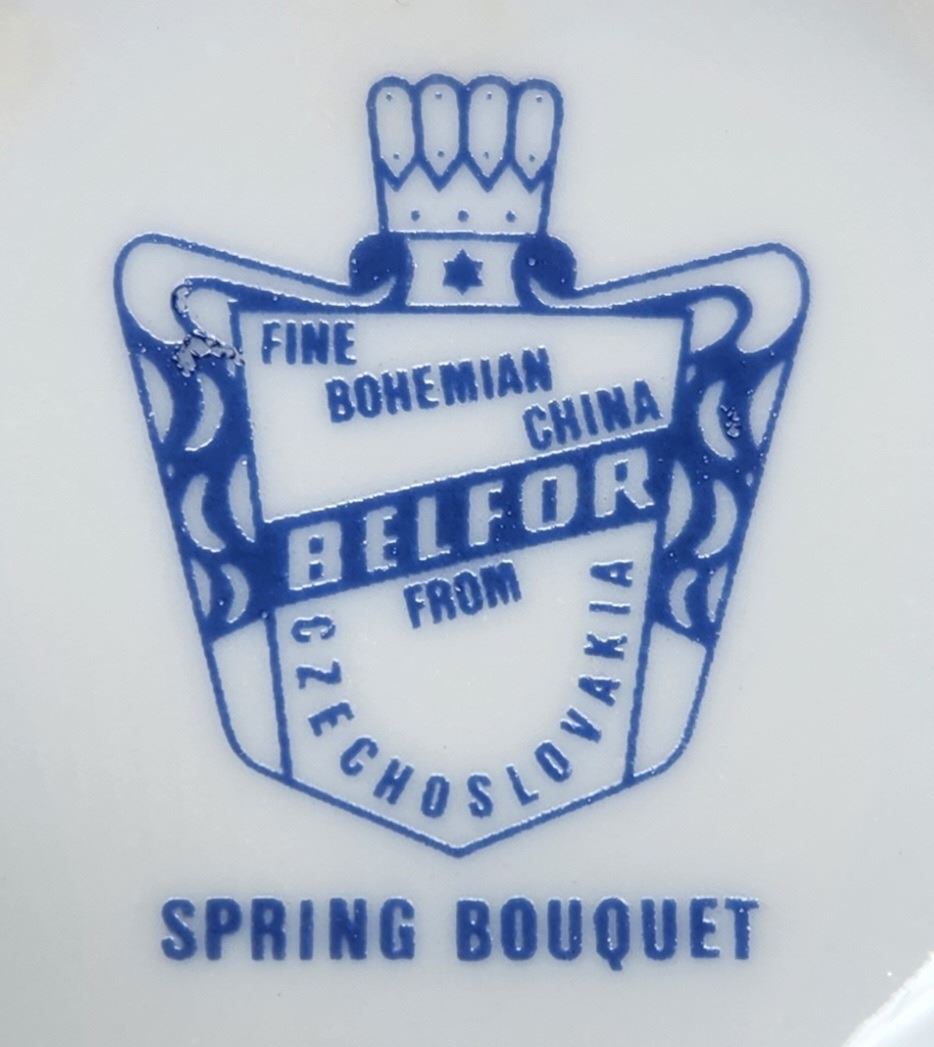 FINE
BOHEMIAN
CHINA
BELFOR
FROM
CZECHOSLOVAKIA
SPRING BOUQUET